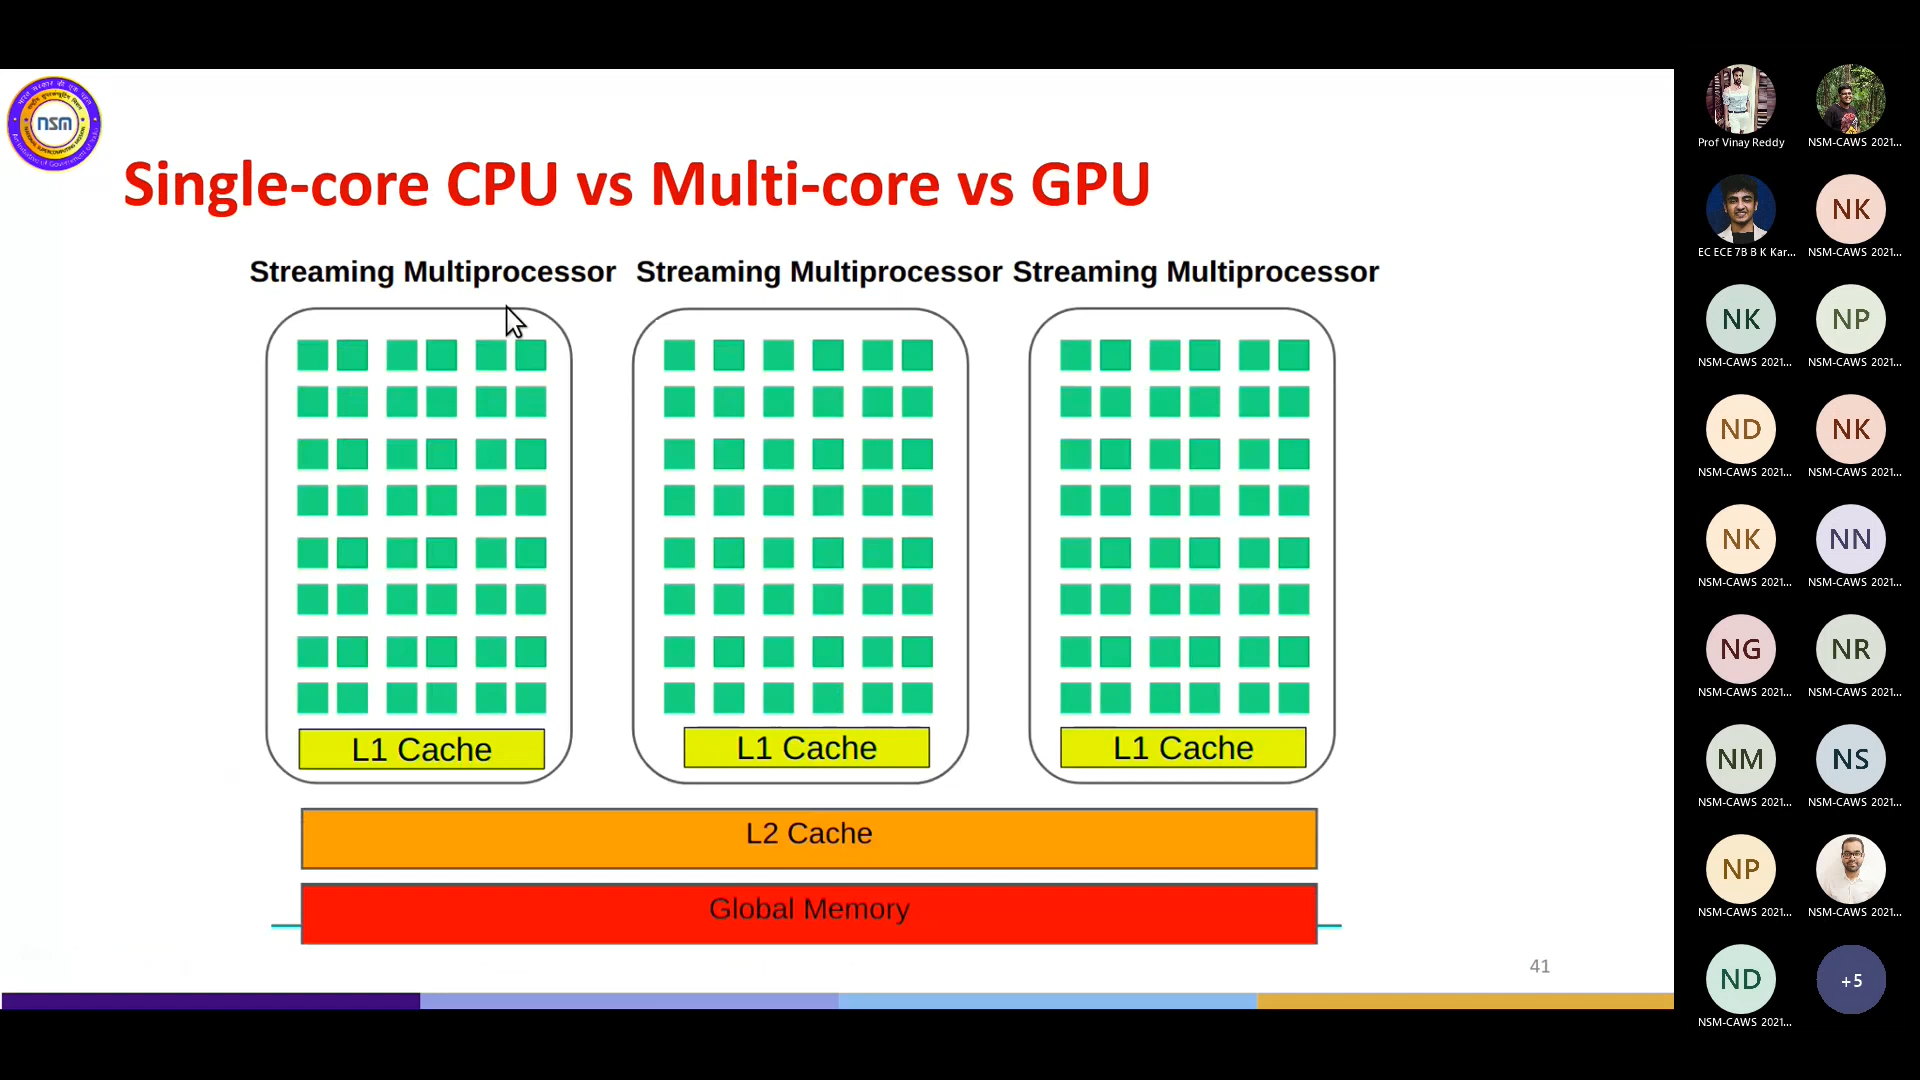 nsm
Single-core CPU vs Multi-core vs GPU
Streaming Multiprocessor Streaming Multiprocessor Streaming Multiprocessor
L1 Cache L1 Cache L1 Cache
L2 Cache
Global Memory
41
Prof Vinay Reddy NSM-CAWS 2021...
NK
EC ECE 7B B K Kar... NSM-CAWS 2021...
NK NP
NSM-CAWS 2021... NSM-CAWS 2021...
ND NK
NSM-CAWS 2021... NSM-CAWS 2021...
NK NN
NSM-CAWS 2021... NSM-CAWS 2021...
NG NR
NSM-CAWS 2021... NSM-CAWS 2021...
NM NS
NSM-CAWS 2021... NSM-CAWS 2021...
NP
NSM-CAWS 2021... NSM-CAWS 2021...
ND +5
NSM-CAWS 2021...